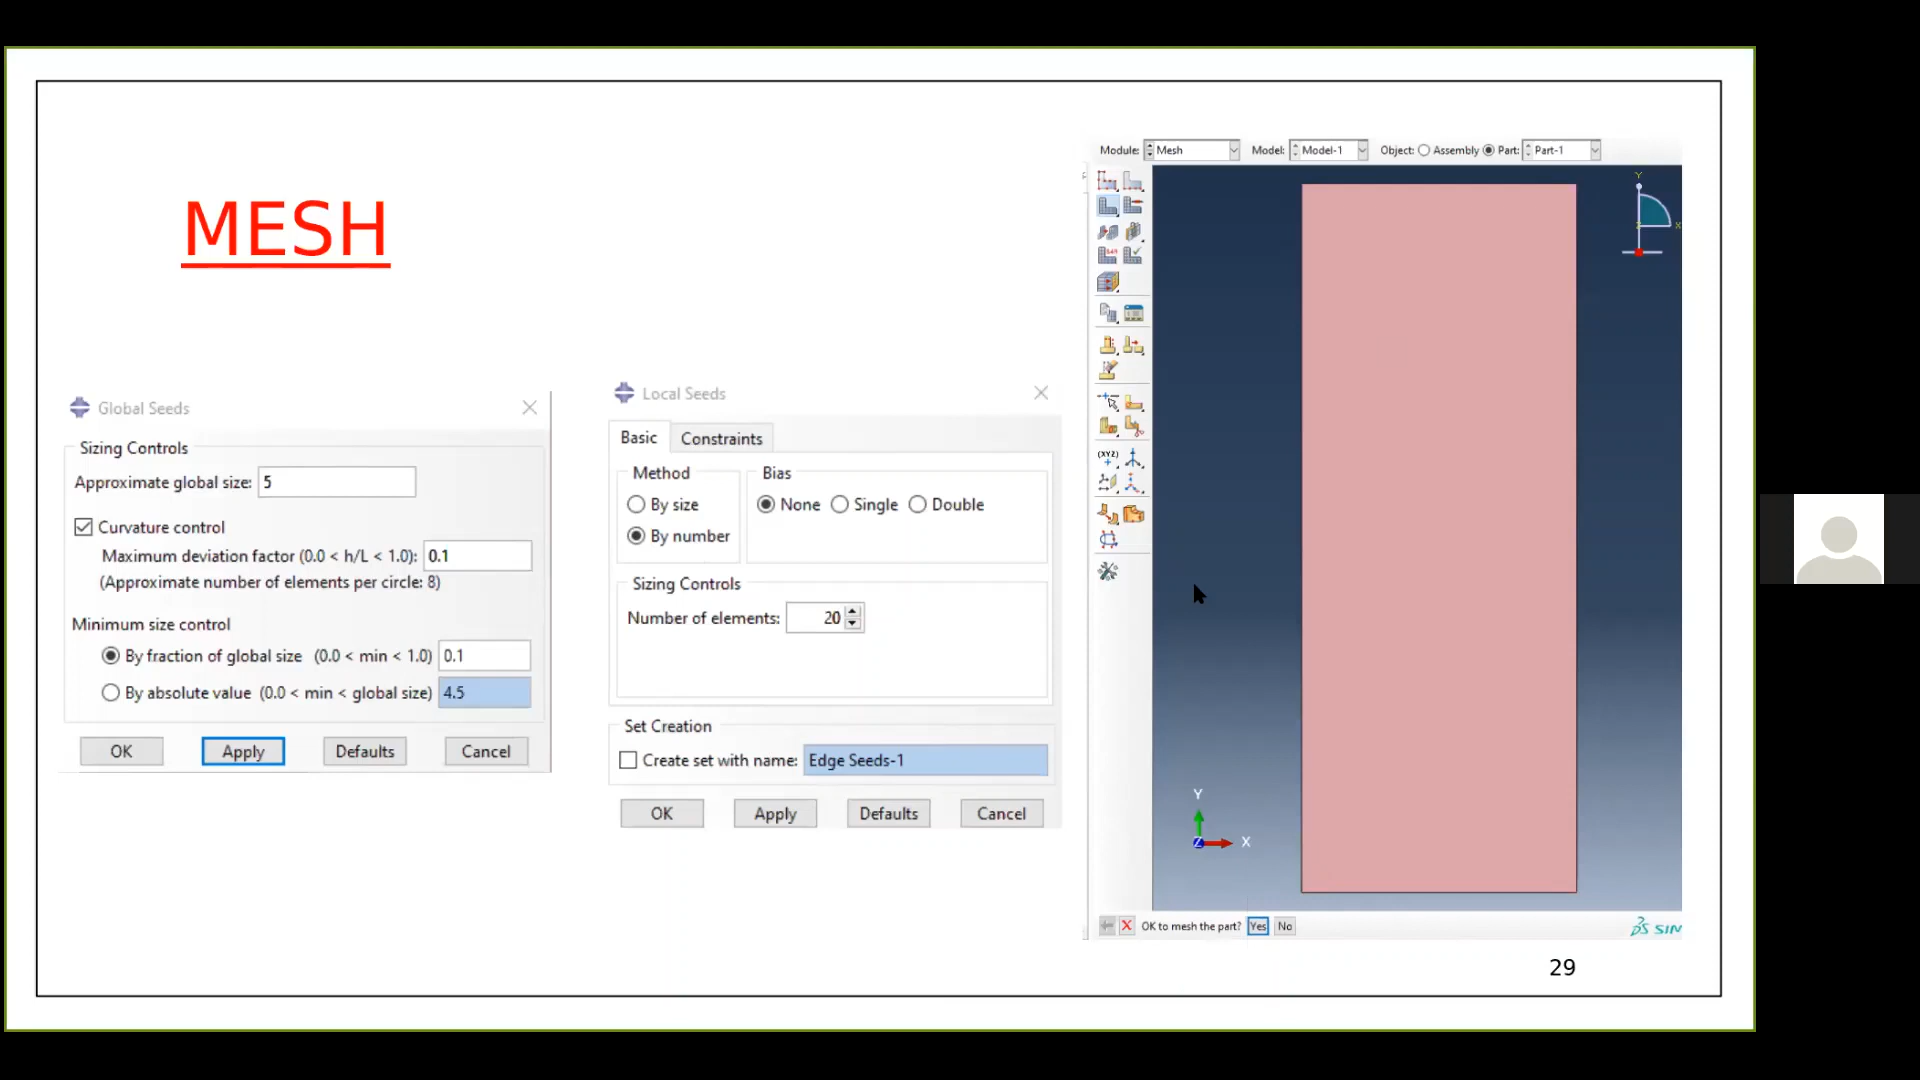 MESH
Global Seeds
Sizing Controls
Approximate global size: 5
Curvature control
Maximum deviation factor (0.0 < h/L < 1.0): 0.1
(Approximate number of elements per circle: 8)
Minimum size control
By fraction of global size (0.0 < min < 1.0) 0.1
By absolute value (0.0 < min < global size) 4.5
OK Apply Defaults Cancel
Local Seeds
Basic Constraints
Method Bias
By size None Single Double
By number
Sizing Controls
Number of elements: 20
Set Creation
Create set with name: Edge Seeds-1
OK Apply Defaults Cancel
Module: Mesh Model: Model-1 Object: Assembly Part: Part-1
Y
X
(XYZ)
Y
Z X
OK to mesh the part? Yes No
SIM
29